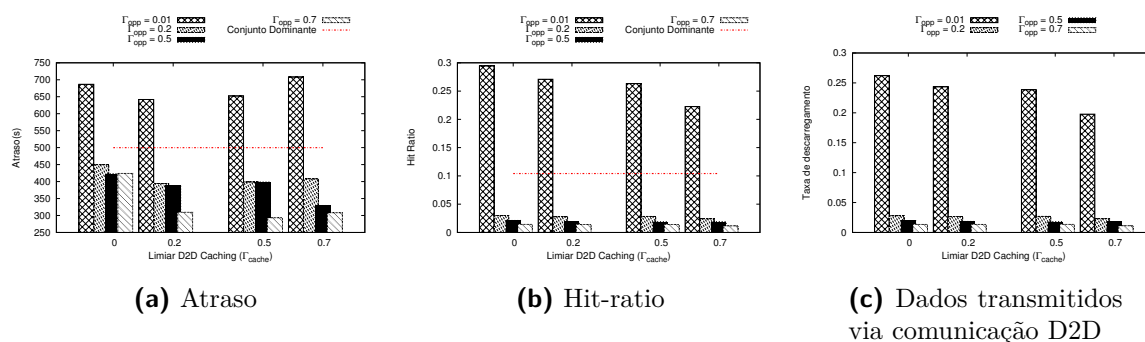 Γopp = 0.01
Γopp = 0.2
Γopp = 0.5
Γopp = 0.7
Conjunto Dominante
750
700
650
600
550
500
450
400
350
300
250
Atraso(s)
0 0.2 0.5 0.7
Limiar D2D Caching (Γcache)
(a) Atraso
Γopp = 0.01
Γopp = 0.2
Γopp = 0.5
Γopp = 0.7
Conjunto Dominante
0.3
0.25
0.2
0.15
0.1
0.05
0
Hit Ratio
0 0.2 0.5 0.7
Limiar D2D Caching (Γcache)
(b) Hit-ratio
Γopp = 0.01
Γopp = 0.2
Γopp = 0.5
Γopp = 0.7
0.3
0.25
0.2
0.15
0.1
0.05
0
Taxa de descarregamento
0 0.2 0.5 0.7
Limiar D2D Caching (Γcache)
(c) Dados transmitidos
via comunicação D2D